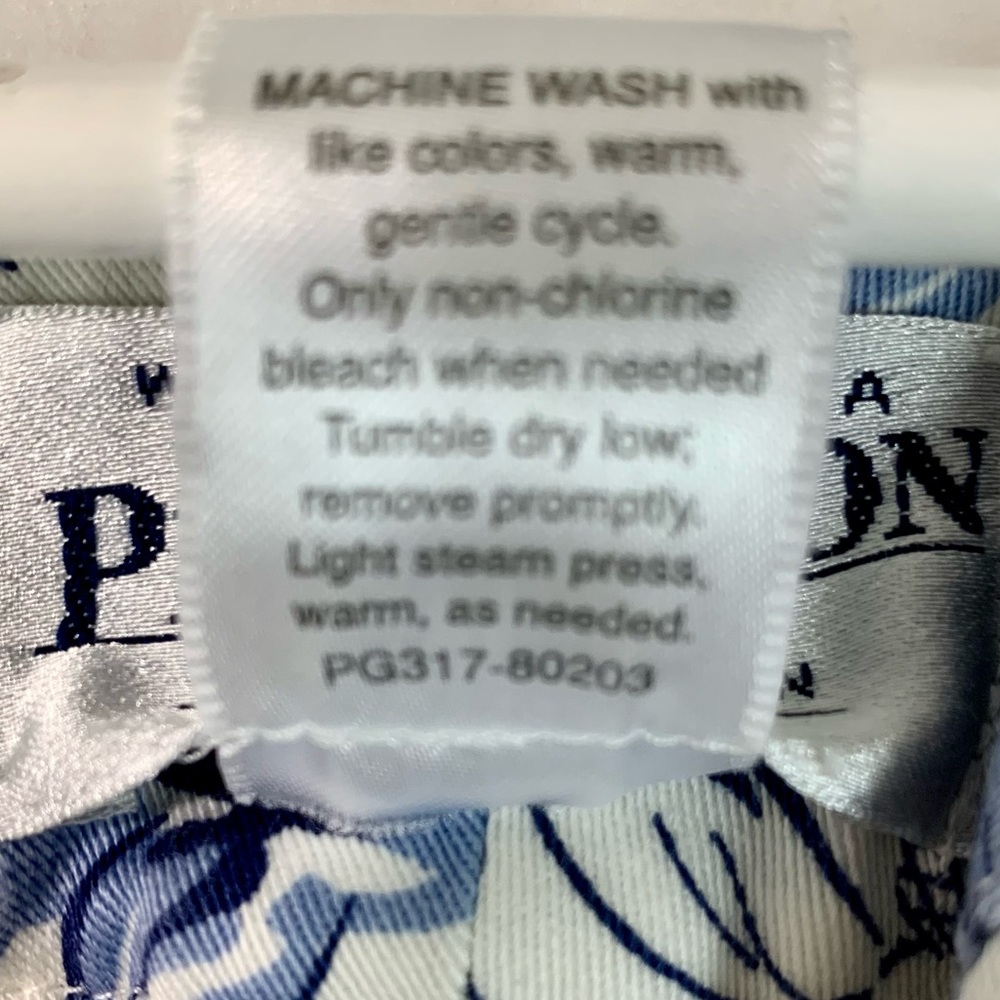 MACHINE WASH with
like colors, warm,
gentle cycle.
Only non-chlorine
bleach when needed
Tumble dry low;
remove promptly.
Light steam press,
warm, as needed.
PG317-80203